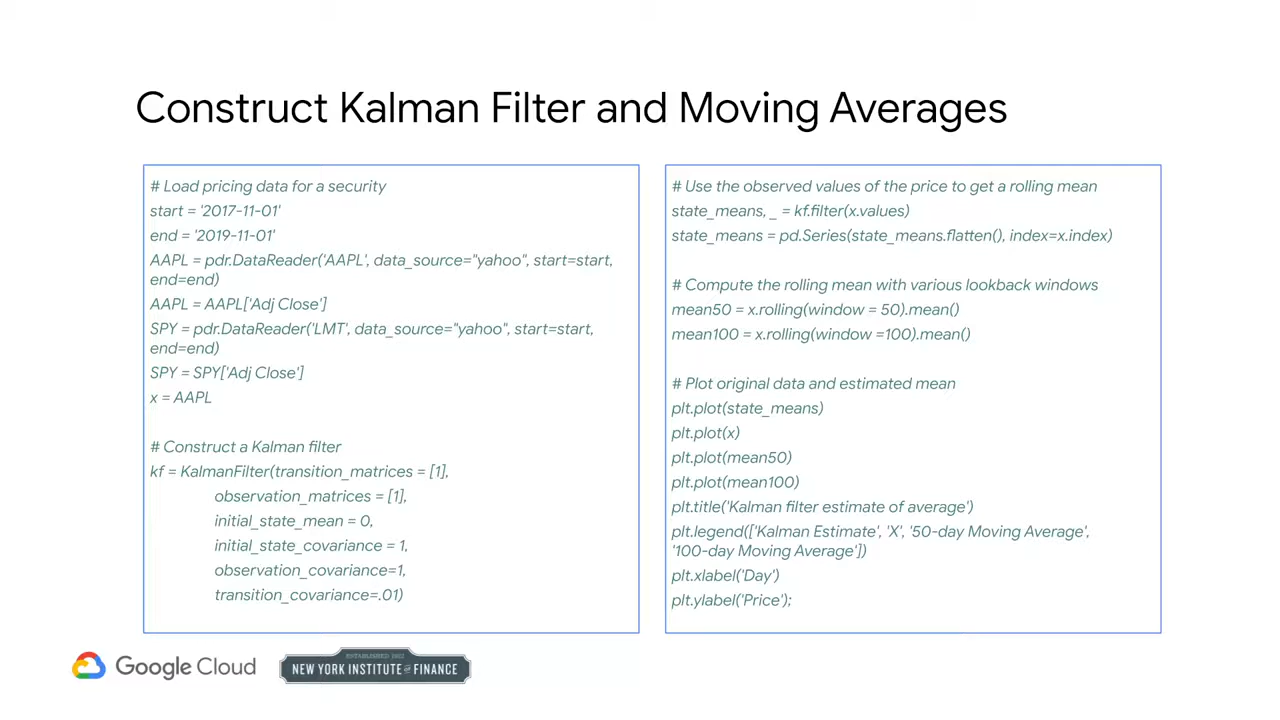 Construct Kalman Filter and Moving Averages
# Load pricing data for a security
start = '2017-11-01'
end = '2019-11-01'
AAPL = pdr.DataReader('AAPL', data_source="yahoo", start=start,
end=end)
AAPL = AAPL['Adj Close']
SPY = pdr.DataReader('LMT', data_source="yahoo", start=start,
end=end)
SPY = SPY['Adj Close']
x = AAPL
# Construct a Kalman filter
kf = KalmanFilter(transition_matrices = [1],
observation_matrices = [1],
initial_state_mean = 0,
initial_state_covariance = 1,
observation_covariance=1,
transition_covariance=.01)
# Use the observed values of the price to get a rolling mean
state_means, _ = kf.filter(x.values)
state_means = pd.Series(state_means.flatten(), index=x.index)
# Compute the rolling mean with various lookback windows
mean50 = x.rolling(window = 50).mean()
mean100 = x.rolling(window =100).mean()
# Plot original data and estimated mean
plt.plot(state_means)
plt.plot(x)
plt.plot(mean50)
plt.plot(mean100)
plt.title('Kalman filter estimate of average')
plt.legend(['Kalman Estimate', 'X', '50-day Moving Average',
'100-day Moving Average'])
plt.xlabel('Day')
plt.ylabel('Price');
Google Cloud
ESTABLISHED 1922
NEW YORK INSTITUTE OF FINANCE